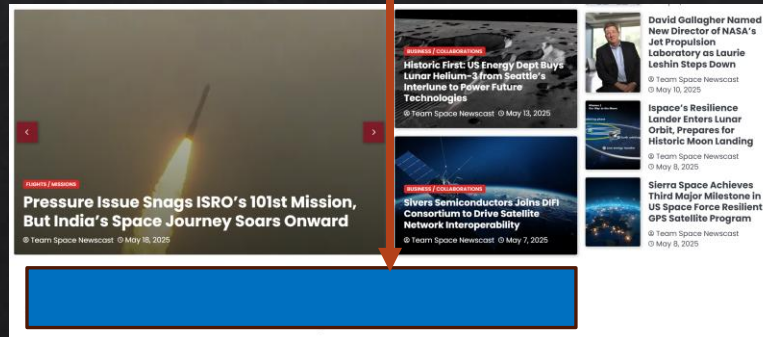 FLIGHTS / MISSIONS
Pressure Issue Snags ISRO's 101st Mission,
But India's Space Journey Soars Onward
Team Space Newscast May 18, 2025
BUSINESS / COLLABORATIONS
Historic First: US Energy Dept Buys
Lunar Helium-3 from Seattle's
Interlune to Power Future
Technologies
Team Space Newscast May 13, 2025
BUSINESS / COLLABORATIONS
Sivers Semiconductors Joins DIFI
Consortium to Drive Satellite
Network Interoperability
Team Space Newscast May 7, 2025
David Gallagher Named
New Director of NASA's
Jet Propulsion
Laboratory as Laurie
Leshin Steps Down
Team Space Newscast
May 10, 2025
Ispace's Resilience
Lander Enters Lunar
Orbit, Prepares for
Historic Moon Landing
Team Space Newscast
May 8, 2025
Sierra Space Achieves
Third Major Milestone in
US Space Force Resilient
GPS Satellite Program
Team Space Newscast
May 8, 2025